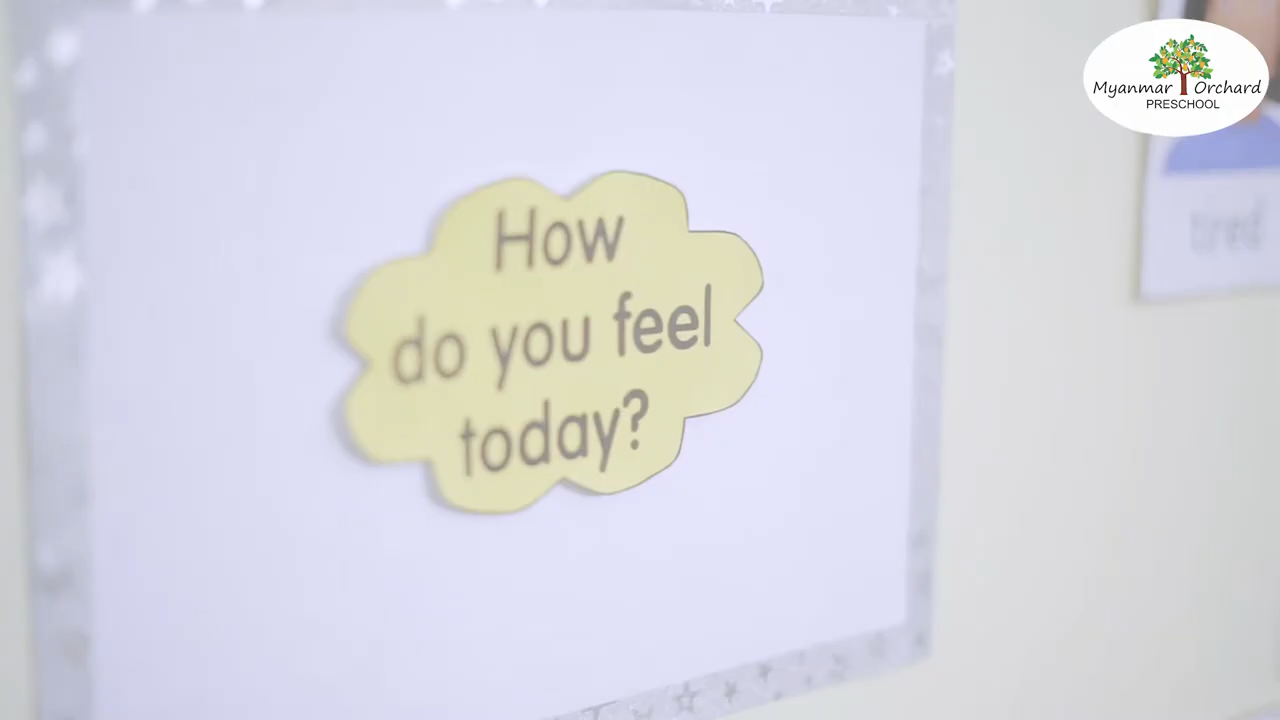 How
do you feel
today?
Myanmar Orchard
PRESCHOOL
tired